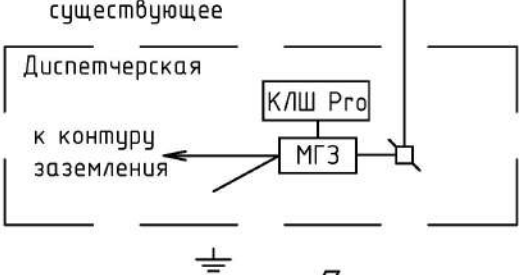 существующее
Диспетчерская
КЛШ Pro
к контуру
заземления
МГЗ